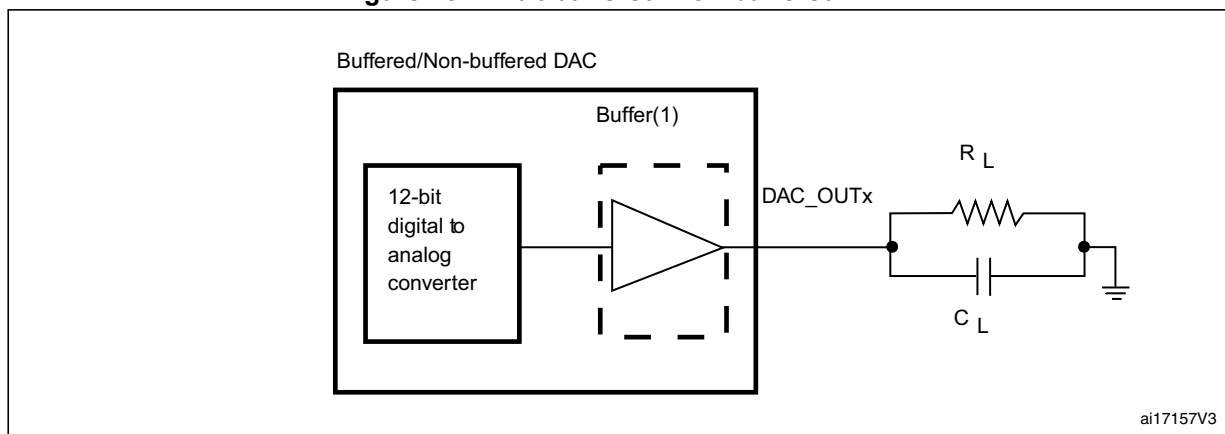 Buffered/Non-buffered DAC
Buffer(1)
12-bit
digital to
analog
converter
DAC_OUTx
R L
C L
ai17157V3